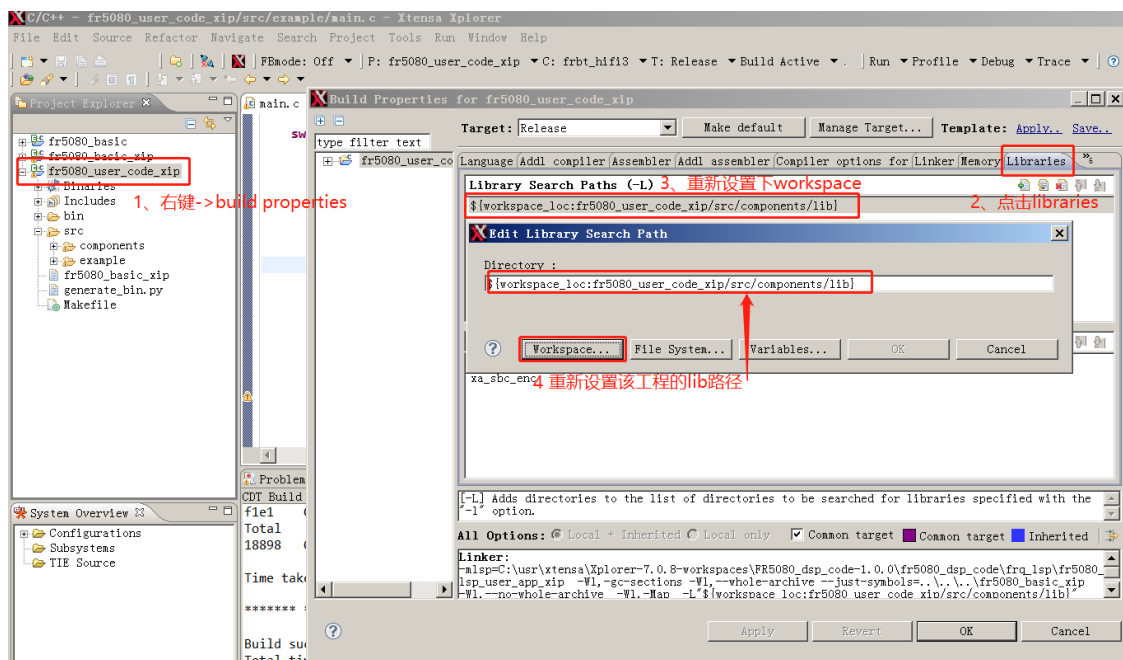 C/C++ - fr5080_user_code_xip/src/example/main.c - Xtensa Xplorer
File Edit Source Refactor Navigate Search Project Tools Run Window Help
FBmode: Off P: fr5080_user_code_xip C: frbt_hifi3 T: Release Build Active Run Profile Debug Trace
Project Explorer
main.c
Build Properties for fr5080_user_code_xip
type filter text
Target: Release Make default Manage Target... Template: Apply.. Save..
fr5080_basic
fr5080_basic_xip
fr5080_user_code_xip
Binaries
Includes
bin
src
components
example
fr5080_basic_xip
generate_bin.py
Makefile
1、右键->build properties
sw
fr5080_user_co
Language Addl compiler Assembler Addl assembler Compiler options for Linker Memory Libraries »6
Library Search Paths (-L)
3、重新设置下workspace
2、点击libraries
${workspace_loc:fr5080_user_code_xip/src/components/lib}
Edit Library Search Path
Directory :
${workspace_loc:fr5080_user_code_xip/src/components/lib}
Workspace... File System... Variables... OK Cancel
xa_sbc_enc
4 重新设置该工程的lib路径
[-L] Adds directories to the list of directories to be searched for libraries specified with the
"-l" option.
All Options: Local + Inherited Local only Common target Common target Inherited
Linker:
-mlsp=C:\usr\xtensa\Xplorer-7.0.8-workspaces\FR5080_dsp_code-1.0.0\fr5080_dsp_code\frq_lsp\fr5080_
lsp_user_app_xip -Wl,-gc-sections -Wl,--whole-archive --just-symbols=..\..\..\fr5080_basic_xip
-Wl,--no-whole-archive -Wl,-Map -L"${workspace_loc:fr5080_user_code_xip/src/components/lib}"
Apply Revert OK Cancel
System Overview
Configurations
Subsystems
TIE Source
Problem
CDT Build
f1e1
Total
18898
Time take
*******
Build suc